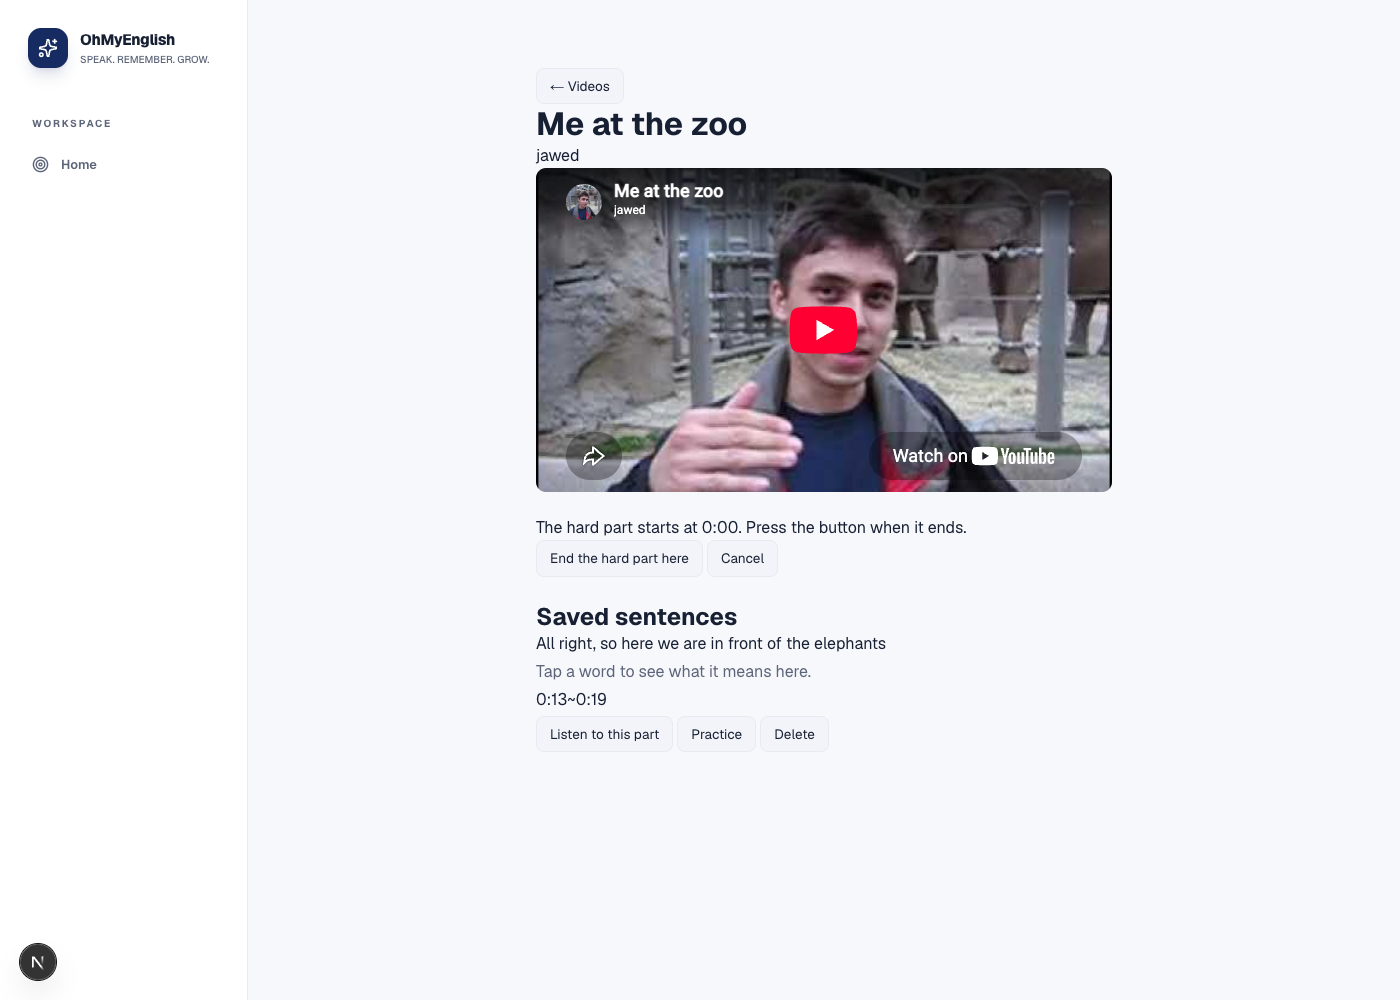 OhMyEnglish
SPEAK. REMEMBER. GROW.
WORKSPACE
Home
← Videos
Me at the zoo
jawed
Me at the zoo
jawed
Watch on YouTube
The hard part starts at 0:00. Press the button when it ends.
End the hard part here
Cancel
Saved sentences
All right, so here we are in front of the elephants
Tap a word to see what it means here.
0:13~0:19
Listen to this part
Practice
Delete
N